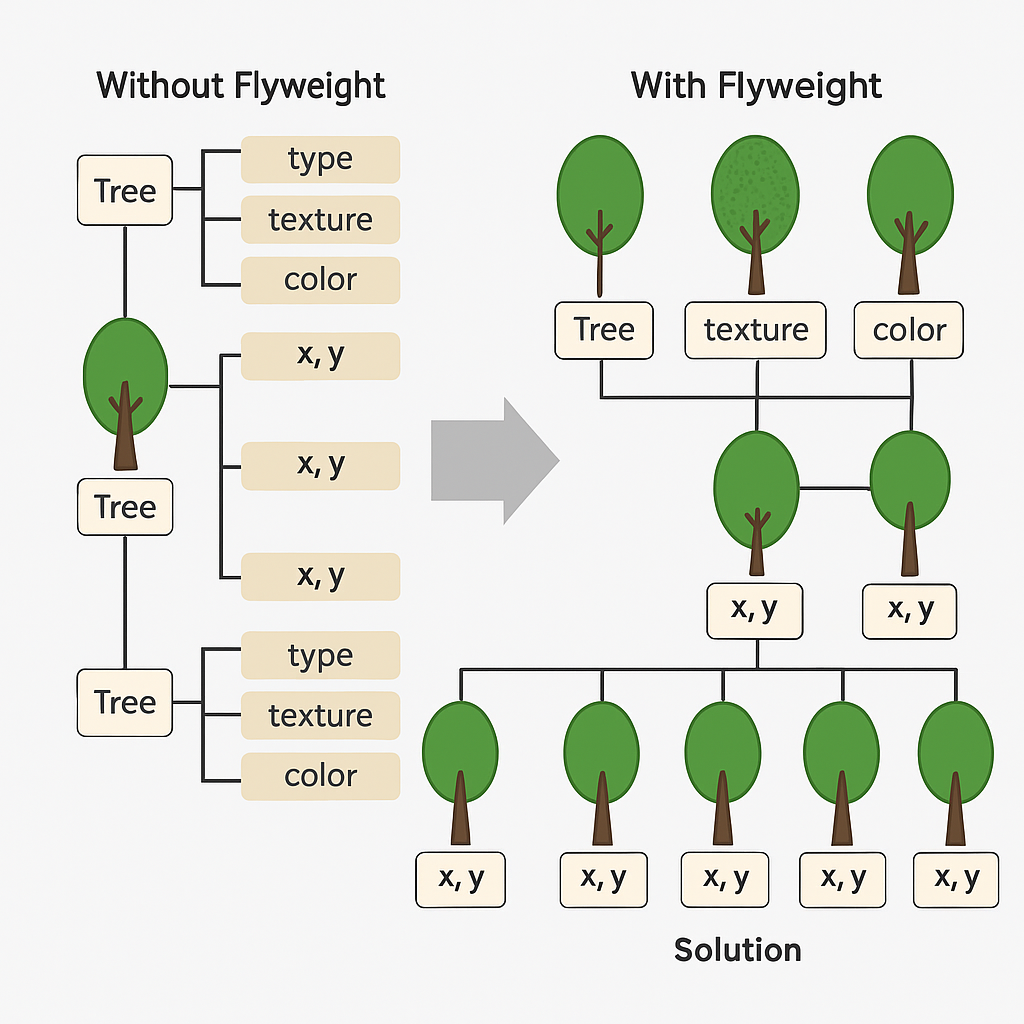 Without Flyweight
Tree
type
texture
color
x, y
x, y
Tree
x, y
type
Tree
texture
color
With Flyweight
Tree
texture
color
x, y
x, y
x, y
x, y
x, y
x, y
x, y
Solution